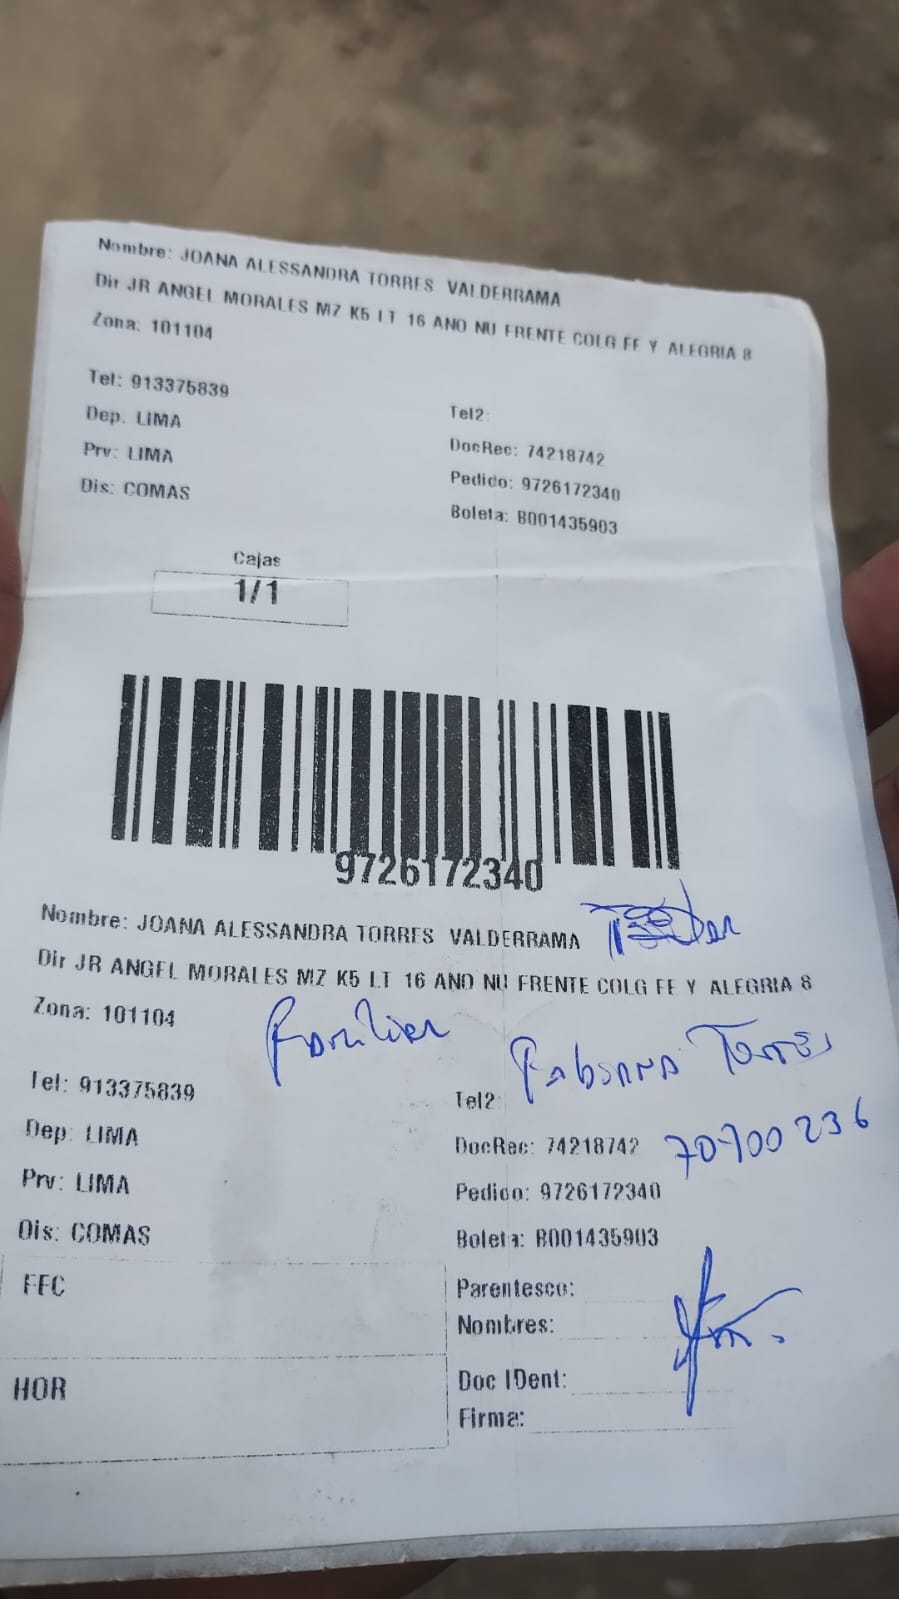 Nombre: JOANA ALESSANDRA TORRES VALDERRAMA
Dir JR ANGEL MORALES MZ K5 LT 16 ANO NU FRENTE COLG FE Y ALEGRIA 8
Zona: 101104
Tel: 913375839
Tel2:
Dep. LIMA
DocRec: 74218742
Prv: LIMA
Pedido: 9726172340
Dis: COMAS
Boleta: B001435903
Cajas
1/1
9726172340
Nombre: JOANA ALESSANDRA TORRES VALDERRAMA
Dir JR ANGEL MORALES MZ K5 LT 16 ANO NU FRENTE COLG FE Y ALEGRIA 8
Zona: 101104
Familiar
Torres
Tel: 913375839
Tel2:
Dep: LIMA
DocRec: 74218742 70700236
Prv: LIMA
Pedido: 9726172340
Dis: COMAS
Boleta: B001435903
FEC
Parentesco:
Nombres:
HOR
Doc IDent:
Firma: